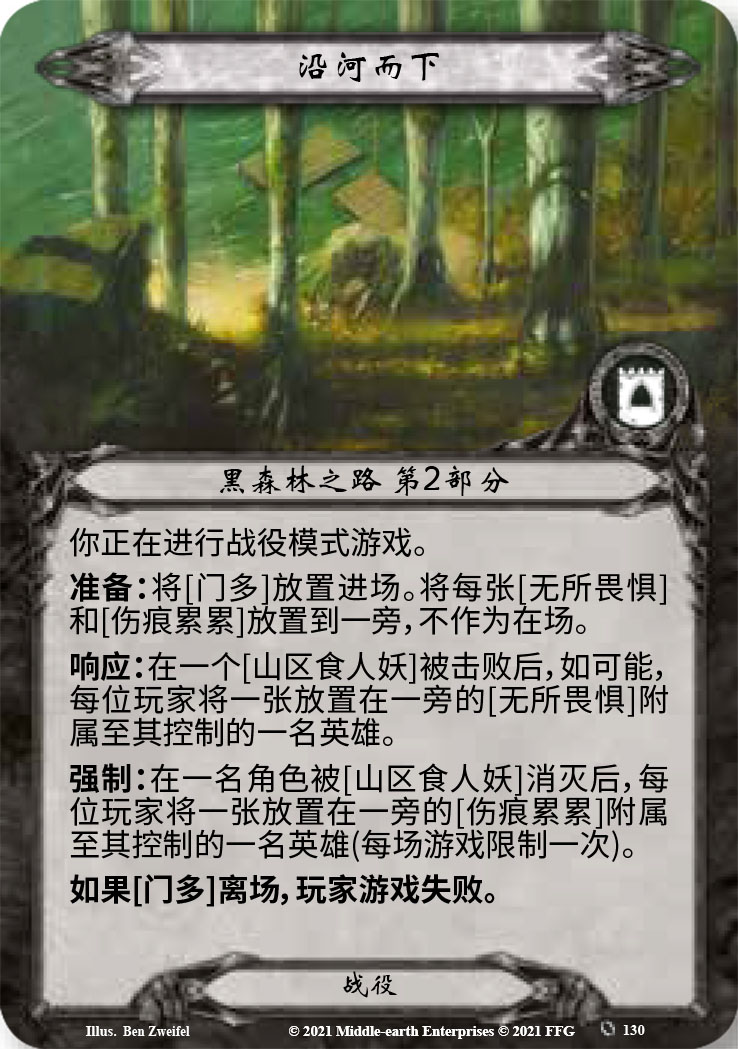 沿河而下
黑森林之路 第2部分
你正在进行战役模式游戏。
准备：将[门多]放置进场。将每张[无所畏惧]
和[伤痕累累]放置到一旁，不作为在场。
响应：在一个[山区食人妖]被击败后，如可能，
每位玩家将一张放置在一旁的[无所畏惧]附
属至其控制的一名英雄。
强制：在一名角色被[山区食人妖]消灭后，每
位玩家将一张放置在一旁的[伤痕累累]附属
至其控制的一名英雄(每场游戏限制一次)。
如果[门多]离场，玩家游戏失败。
战役
Illus. Ben Zweifel © 2021 Middle-earth Enterprises © 2021 FFG 130